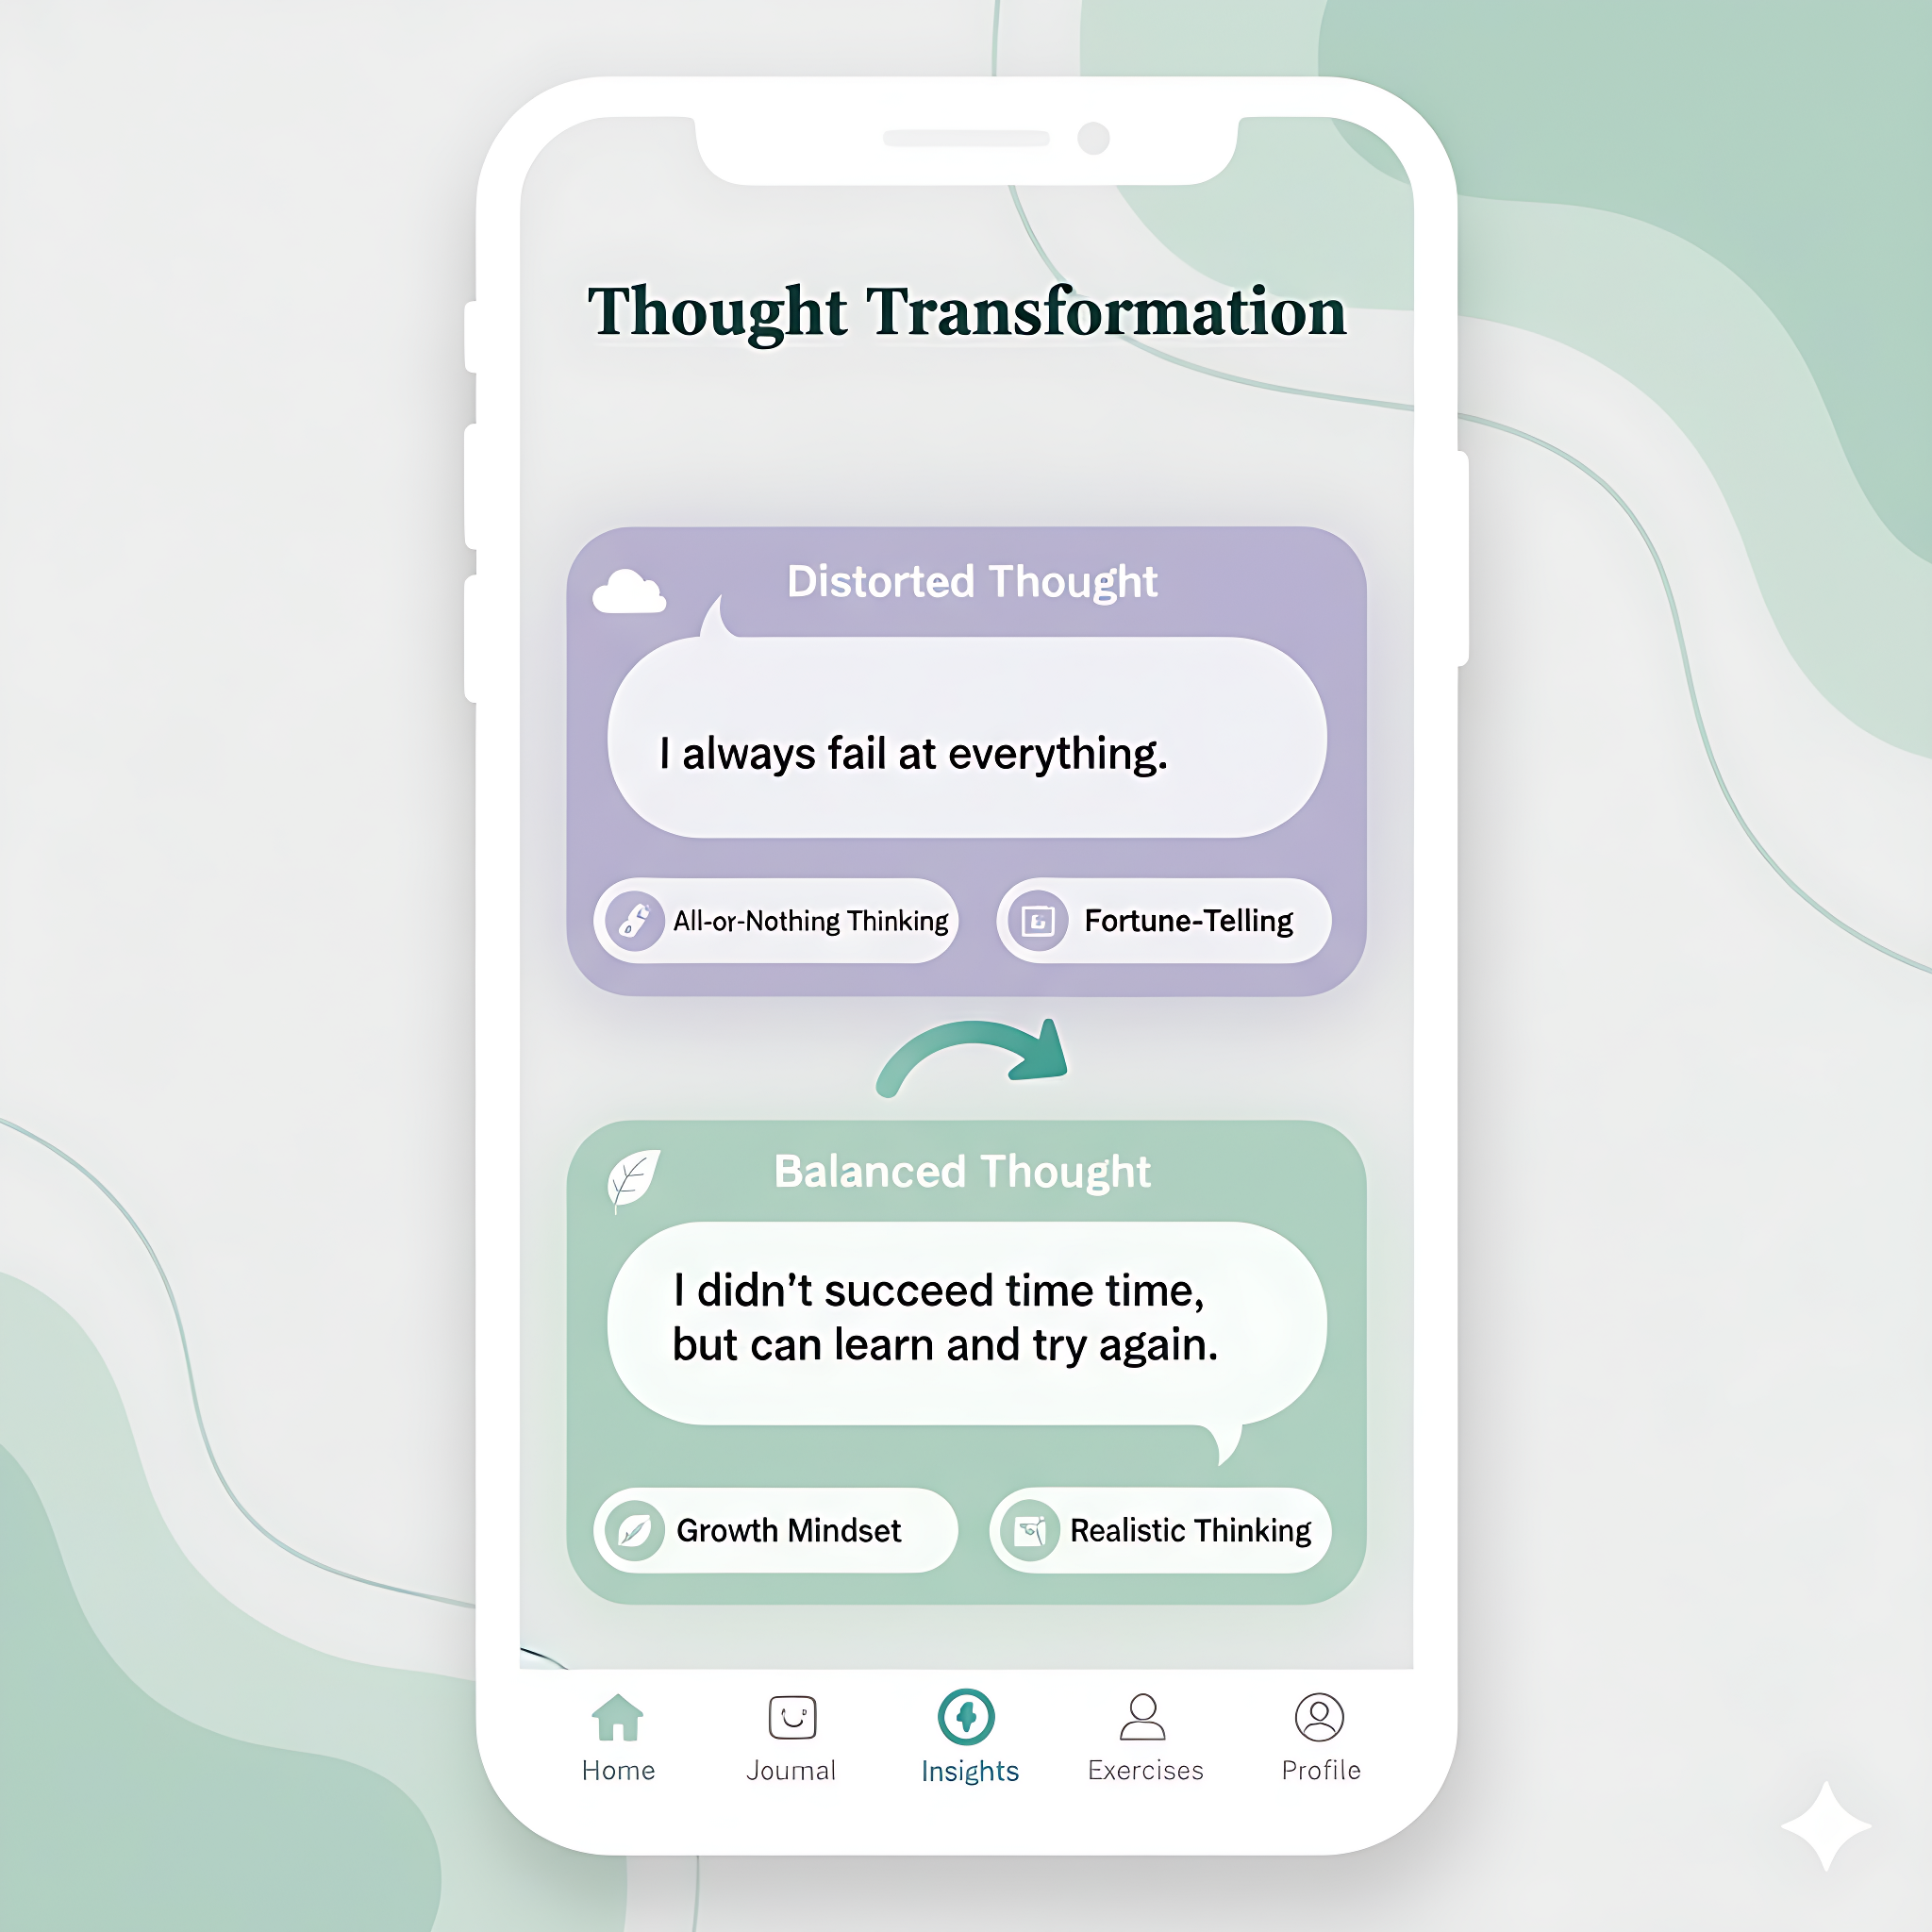 Thought Transformation
Distorted Thought
I always fail at everything.
All-or-Nothing Thinking
Fortune-Telling
Balanced Thought
I didn't succeed time time,
but can learn and try again.
Growth Mindset
Realistic Thinking
Home
Journal
Insights
Exercises
Profile